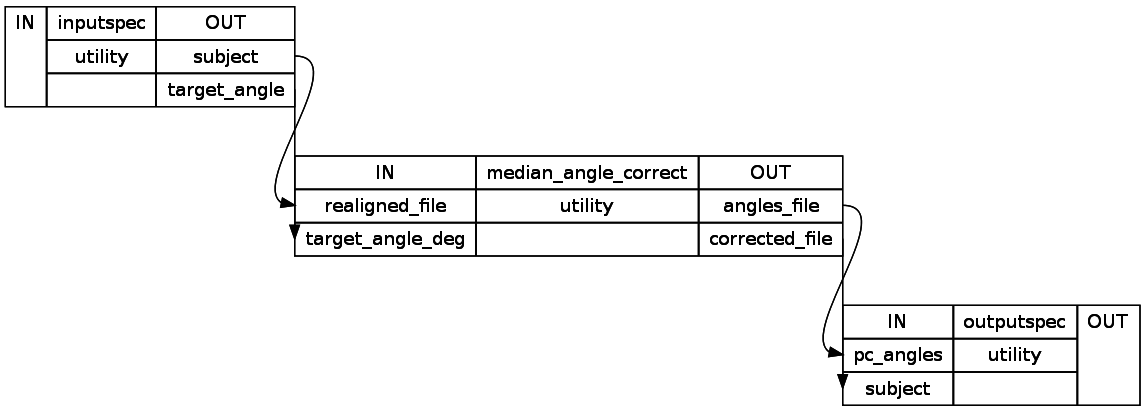 IN inputspec OUT
utility subject
target_angle
IN median_angle_correct OUT
realigned_file utility angles_file
target_angle_deg corrected_file
IN outputspec OUT
pc_angles utility
subject